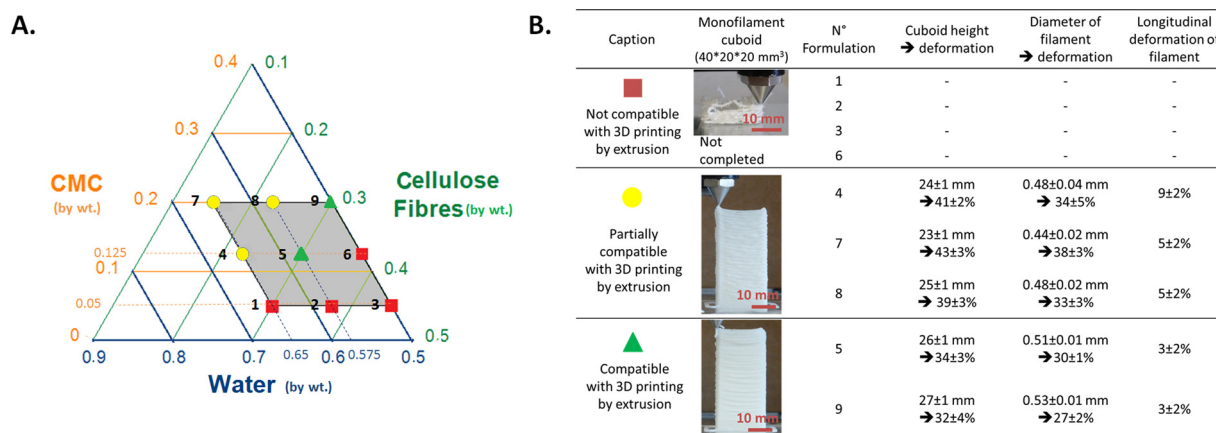 A.
0.4
0.1
0.3
0.2
CMC
(by wt.)
Cellulose
Fibres (by wt.)
0.2
7
8
9
0.3
0.125
4
5
6
0.1
0.4
0.05
1
2
3
0
0.5
0.9
0.8
0.7
0.65
0.6
0.575
0.5
Water (by wt.)
B.
Caption
Monofilament
cuboid
(40*20*20 mm³)
N°
Formulation
Cuboid height
➔ deformation
Diameter of
filament
➔ deformation
Longitudinal
deformation of
filament
Not compatible
with 3D printing
by extrusion
10 mm
Not
completed
1 - - -
2 - - -
3 - - -
6 - - -
Partially
compatible
with 3D printing
by extrusion
10 mm
4
24±1 mm
➔41±2%
0.48±0.04 mm
➔ 34±5%
9±2%
7
23±1 mm
➔43±3%
0.44±0.02 mm
➔38±3%
5±2%
8
25±1 mm
➔ 39±3%
0.48±0.02 mm
➔33±3%
5±2%
Compatible
with 3D printing
by extrusion
10 mm
5
26±1 mm
➔34±3%
0.51±0.01 mm
➔ 30±1%
3±2%
9
27±1 mm
➔32±4%
0.53±0.01 mm
➔27±2%
3±2%